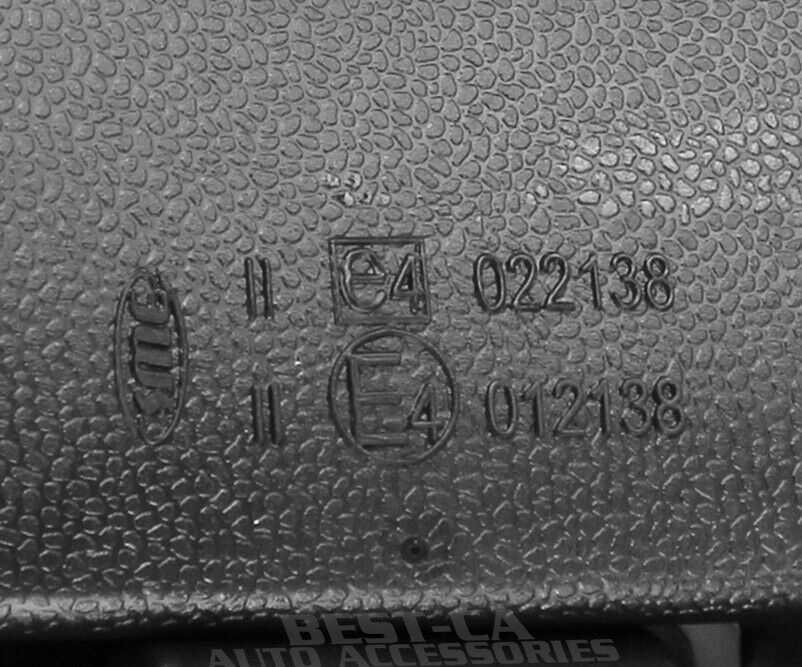 II e4 022138
II E4 012138
BEST-CA
AUTO ACCESSORIES